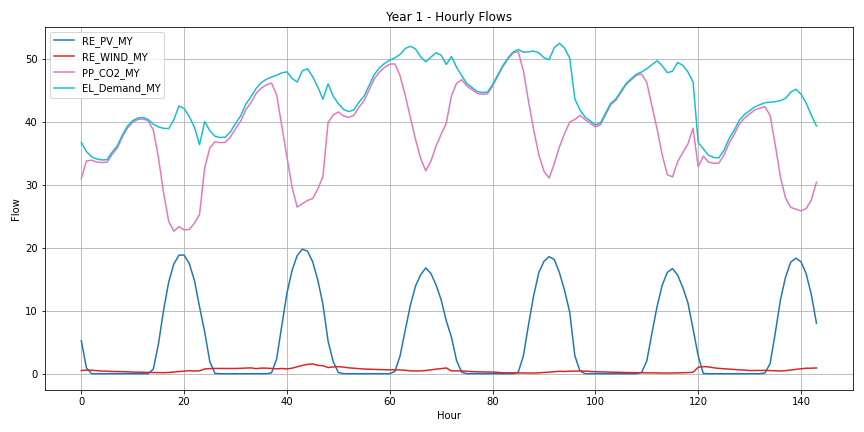 Year 1 - Hourly Flows
RE_PV_MY
RE_WIND_MY
PP_CO2_MY
EL_Demand_MY
50
40
30
20
10
0
Flow
0 20 40 60 80 100 120 140
Hour